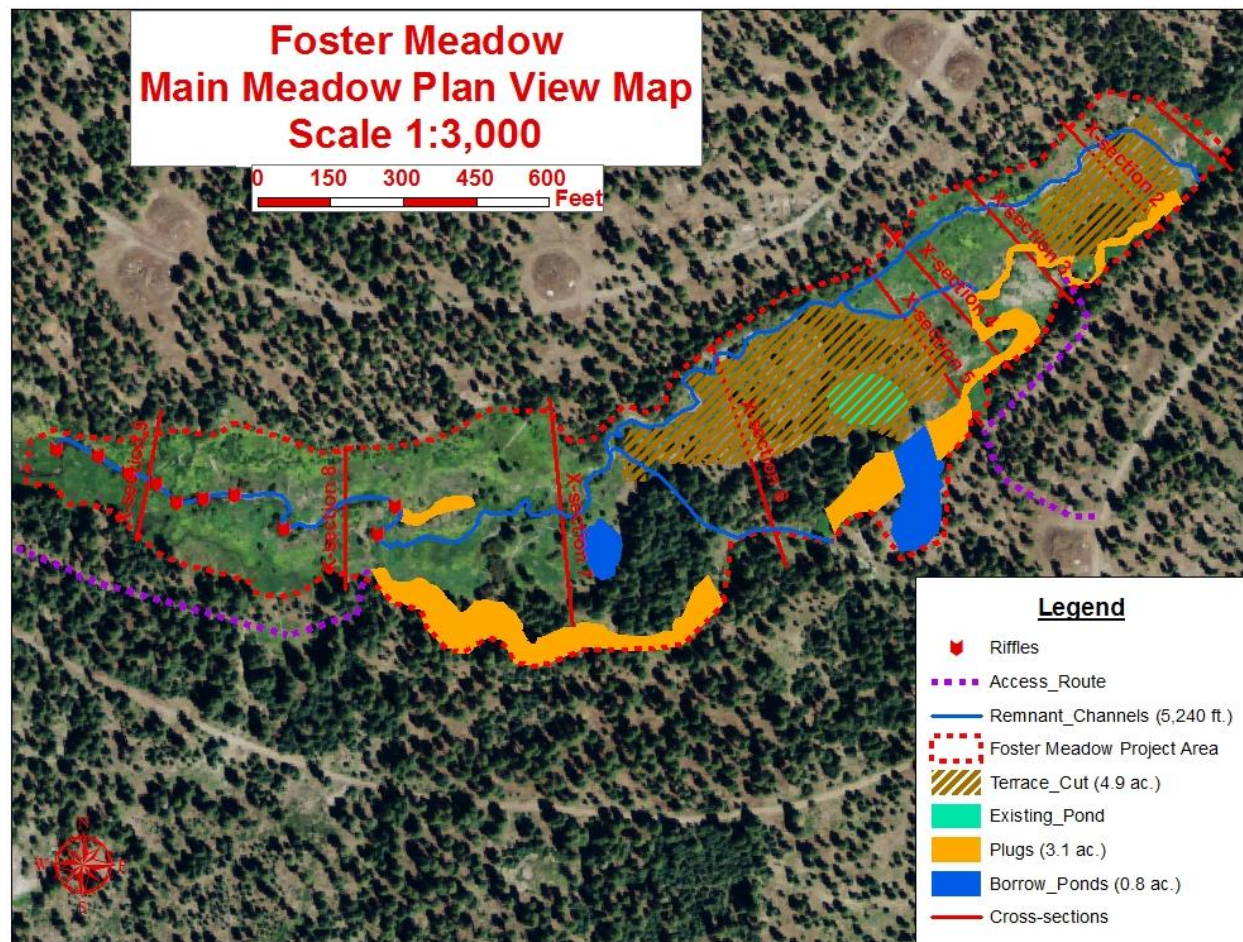 Foster Meadow
Main Meadow Plan View Map
Scale 1:3,000
0 150 300 450 600
Feet
X-section 2
X-section 3
X-section 4
X-section 5
X-section 6
X-section 7
X-section 8
X-section 9
N
W E
S
Legend
Riffles
Access_Route
Remnant_Channels (5,240 ft.)
Foster Meadow Project Area
Terrace_Cut (4.9 ac.)
Existing_Pond
Plugs (3.1 ac.)
Borrow_Ponds (0.8 ac.)
Cross-sections